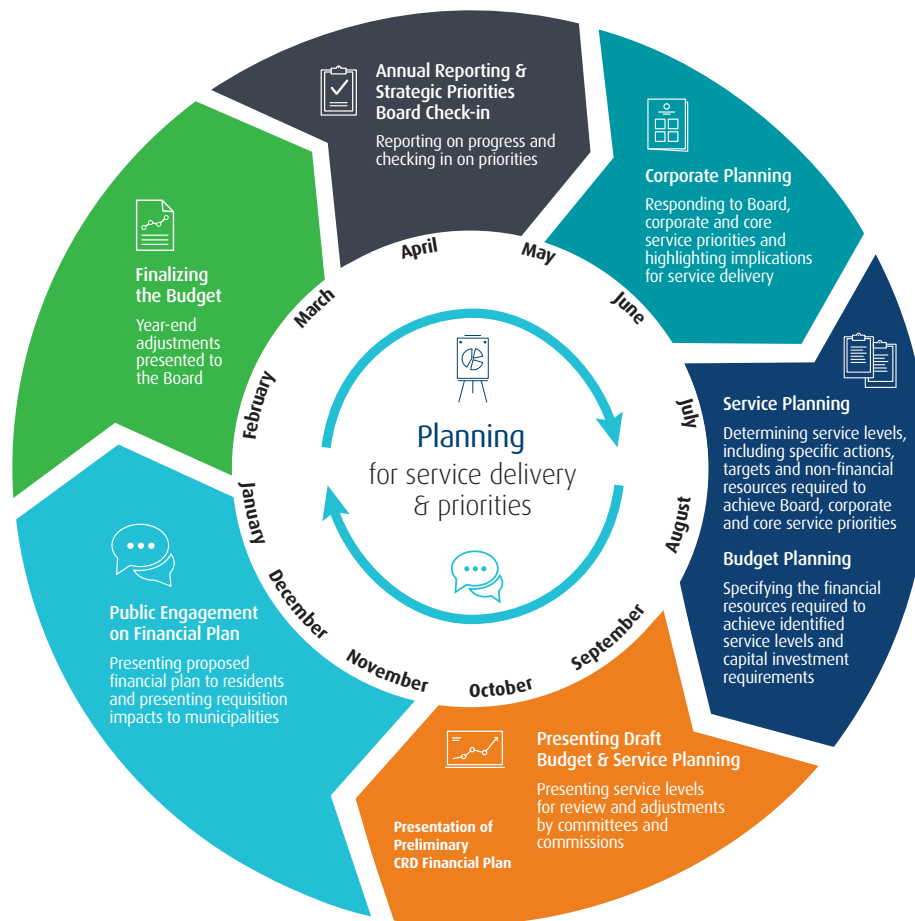 Annual Reporting &
Strategic Priorities
Board Check-in
Reporting on progress and
checking in on priorities
Corporate Planning
Responding to Board,
corporate and core
service priorities and
highlighting implications
for service delivery
Service Planning
Determining service levels,
including specific actions,
targets and non-financial
resources required to
achieve Board, corporate
and core service priorities
Budget Planning
Specifying the financial
resources required to
achieve identified
service levels and
capital investment
requirements
Presenting Draft
Budget & Service Planning
Presenting service levels
for review and adjustments
by committees and
commissions
Presentation of
Preliminary
CRD Financial Plan
Public Engagement
on Financial Plan
Presenting proposed
financial plan to residents
and presenting requisition
impacts to municipalities
Finalizing
the Budget
Year-end
adjustments
presented to
the Board
April
May
June
July
August
September
October
November
December
January
February
March
Planning
for service delivery
& priorities